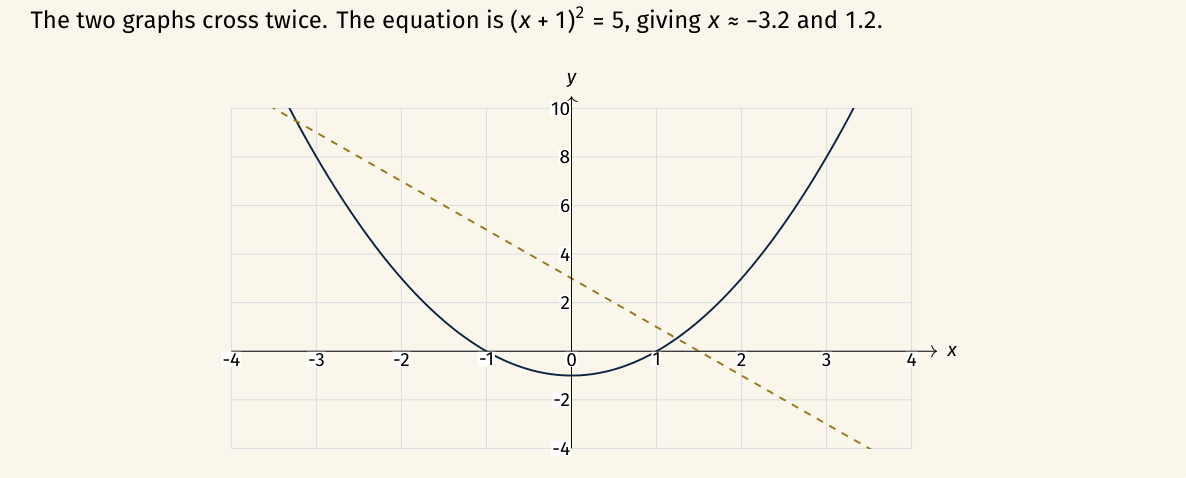 The two graphs cross twice. The equation is (x + 1)² = 5, giving x ≈ −3.2 and 1.2.
y
10
8
6
4
2
-4 -3 -2 -1 0 1 2 3 4 x
-2
-4